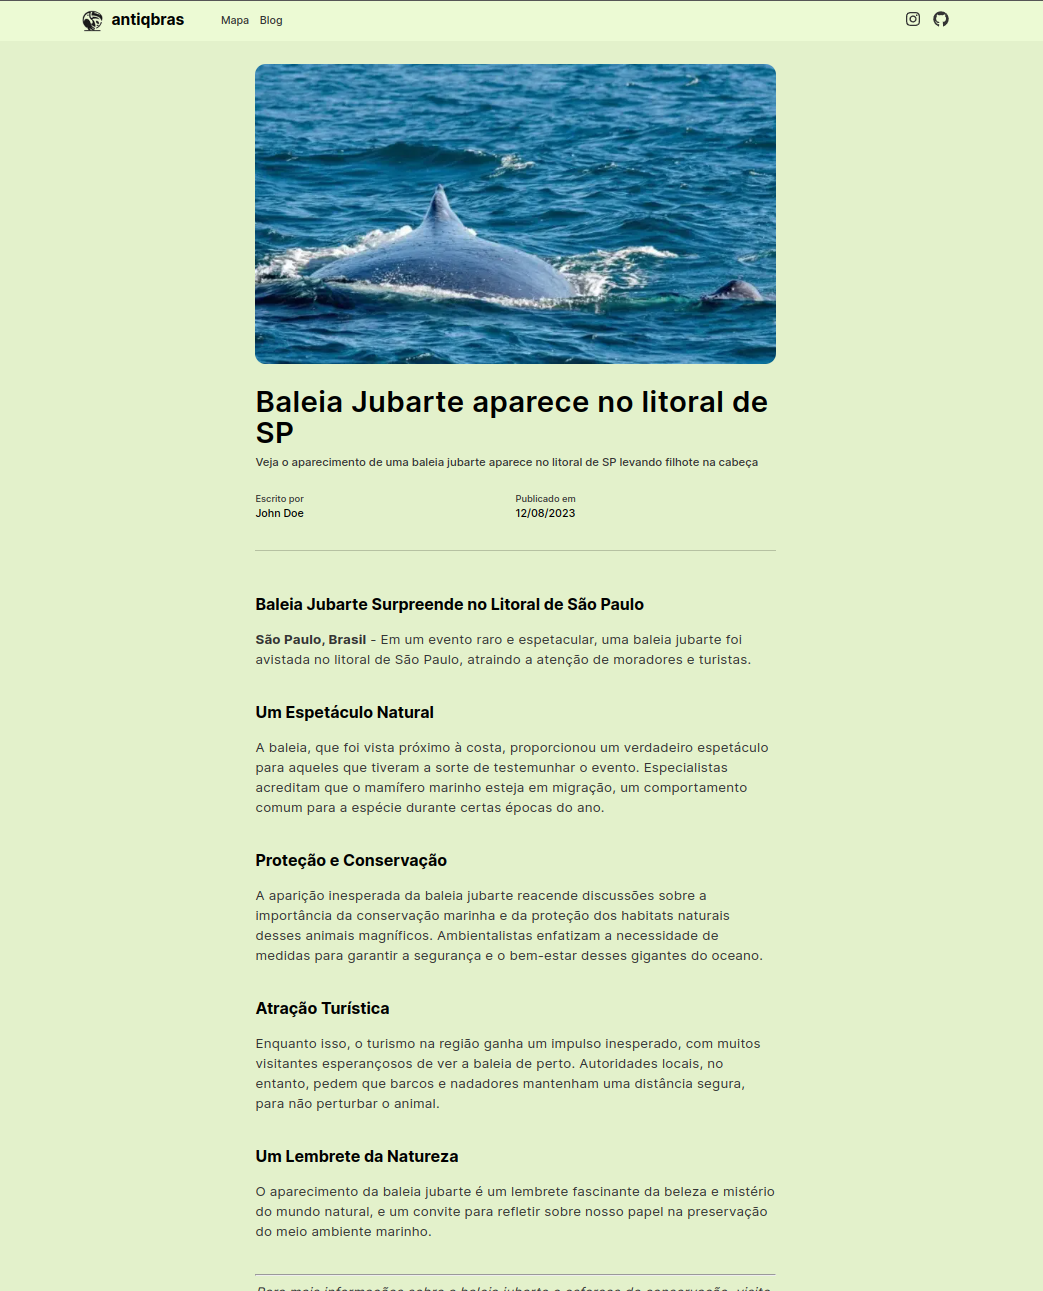 antiqbras Mapa Blog
Baleia Jubarte aparece no litoral de
SP
Veja o aparecimento de uma baleia jubarte aparece no litoral de SP levando filhote na cabeça
Escrito por Publicado em
John Doe 12/08/2023
Baleia Jubarte Surpreende no Litoral de São Paulo
São Paulo, Brasil - Em um evento raro e espetacular, uma baleia jubarte foi
avistada no litoral de São Paulo, atraindo a atenção de moradores e turistas.
Um Espetáculo Natural
A baleia, que foi vista próximo à costa, proporcionou um verdadeiro espetáculo
para aqueles que tiveram a sorte de testemunhar o evento. Especialistas
acreditam que o mamífero marinho esteja em migração, um comportamento
comum para a espécie durante certas épocas do ano.
Proteção e Conservação
A aparição inesperada da baleia jubarte reacende discussões sobre a
importância da conservação marinha e da proteção dos habitats naturais
desses animais magníficos. Ambientalistas enfatizam a necessidade de
medidas para garantir a segurança e o bem-estar desses gigantes do oceano.
Atração Turística
Enquanto isso, o turismo na região ganha um impulso inesperado, com muitos
visitantes esperançosos de ver a baleia de perto. Autoridades locais, no
entanto, pedem que barcos e nadadores mantenham uma distância segura,
para não perturbar o animal.
Um Lembrete da Natureza
O aparecimento da baleia jubarte é um lembrete fascinante da beleza e mistério
do mundo natural, e um convite para refletir sobre nosso papel na preservação
do meio ambiente marinho.